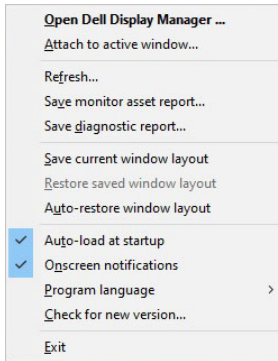 Open Dell Display Manager ...
Attach to active window...
Refresh...
Save monitor asset report...
Save diagnostic report...
Save current window layout
Restore saved window layout
Auto-restore window layout
Auto-load at startup
Onscreen notifications
Program language
Check for new version...
Exit